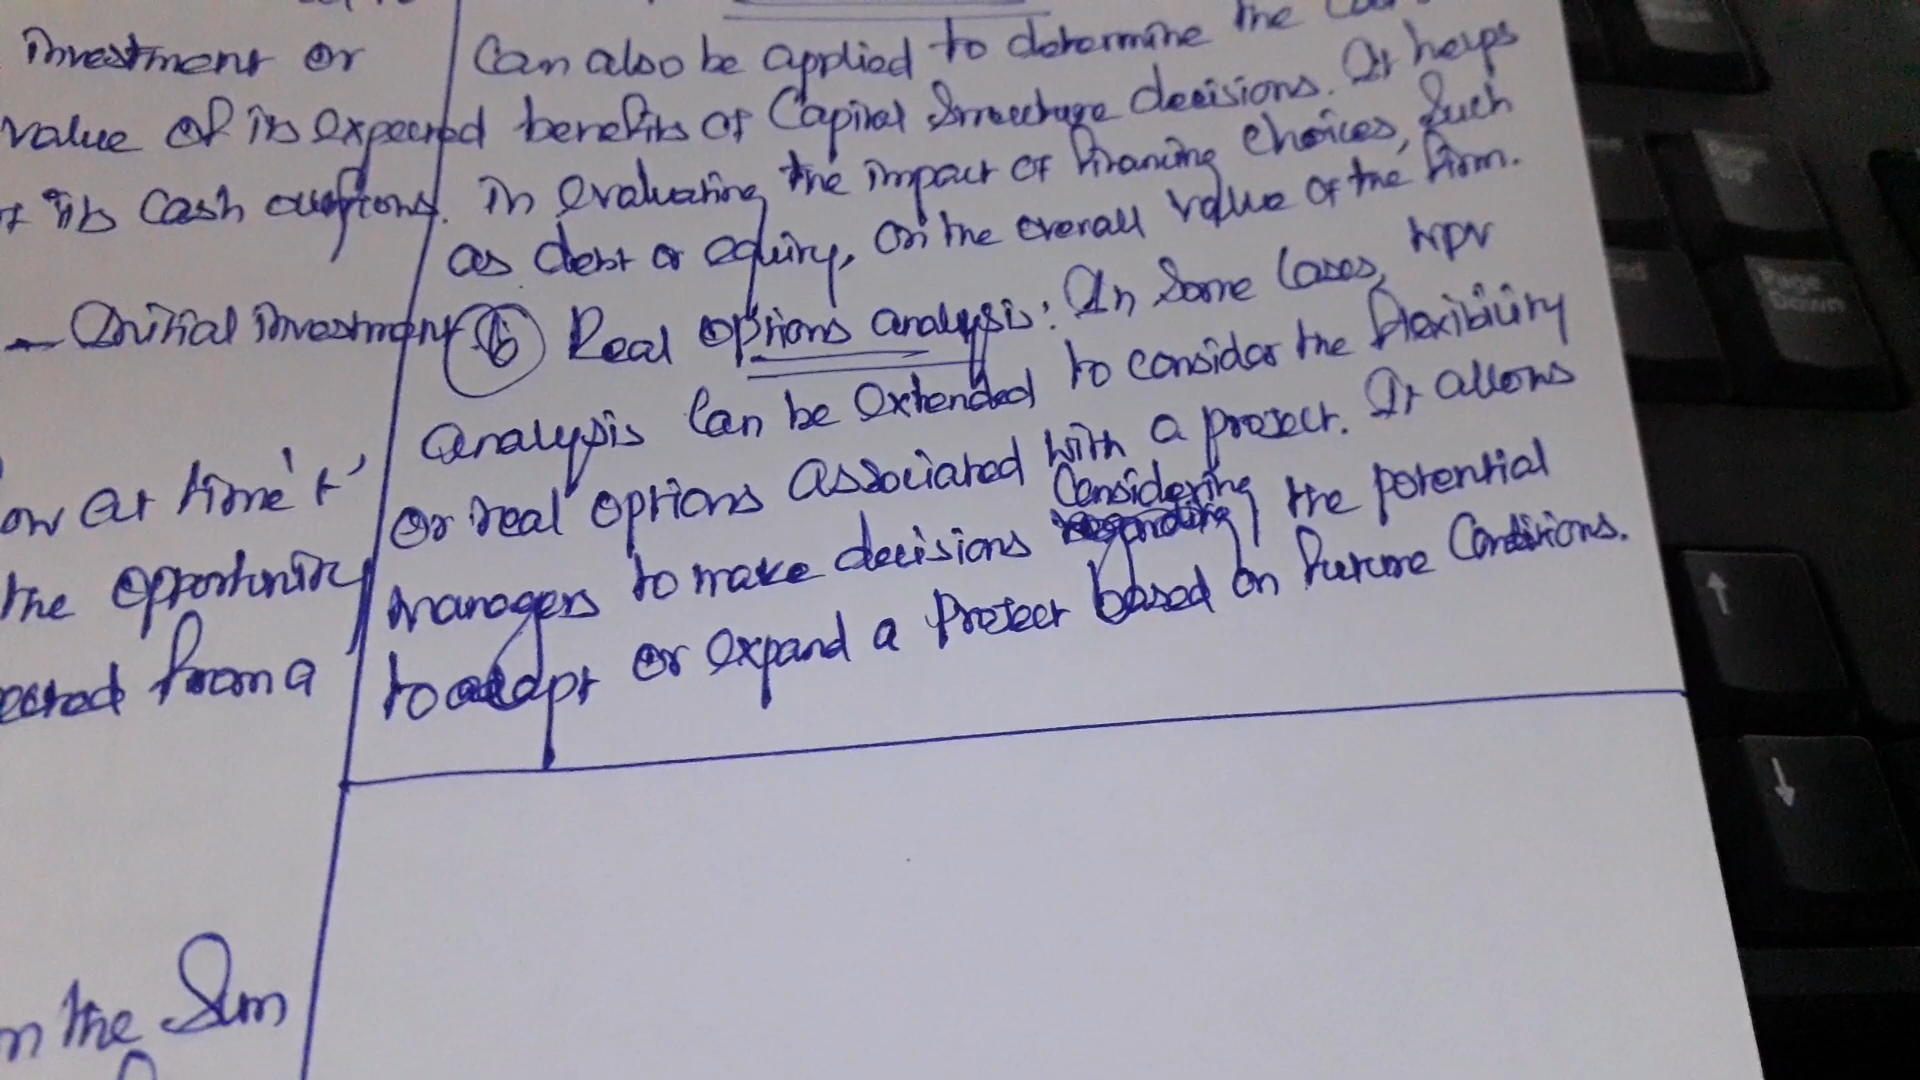 investment or
value of its expected
its cash outflows.
- Initial investment
at time 't'
the opportunity
from a
the Sum
can also be applied to determine the
benefits of Capital Structure decisions. It helps
in evaluating the impact of financing choices, such
as debt or equity, on the overall value of the firm.
⑥ Real options analysis: In Some Cases, NPV
analysis can be extended to consider the flexibility
or real options associated with a project. It allows
managers to make decisions considering the potential
to adapt or expand a project based on future Conditions.
Page Up
Page Down
↑
↓